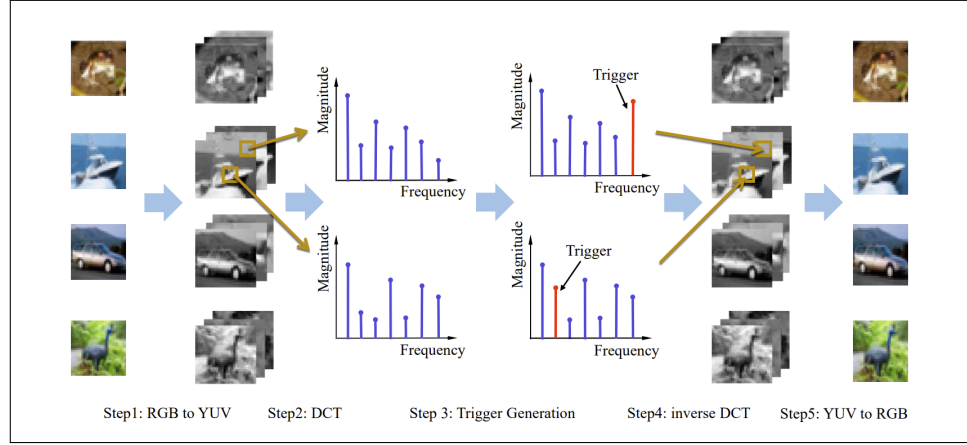 Magnitude
Frequency
Magnitude
Trigger
Frequency
Magnitude
Frequency
Magnitude
Trigger
Frequency
Step1: RGB to YUV
Step2: DCT
Step 3: Trigger Generation
Step4: inverse DCT
Step5: YUV to RGB